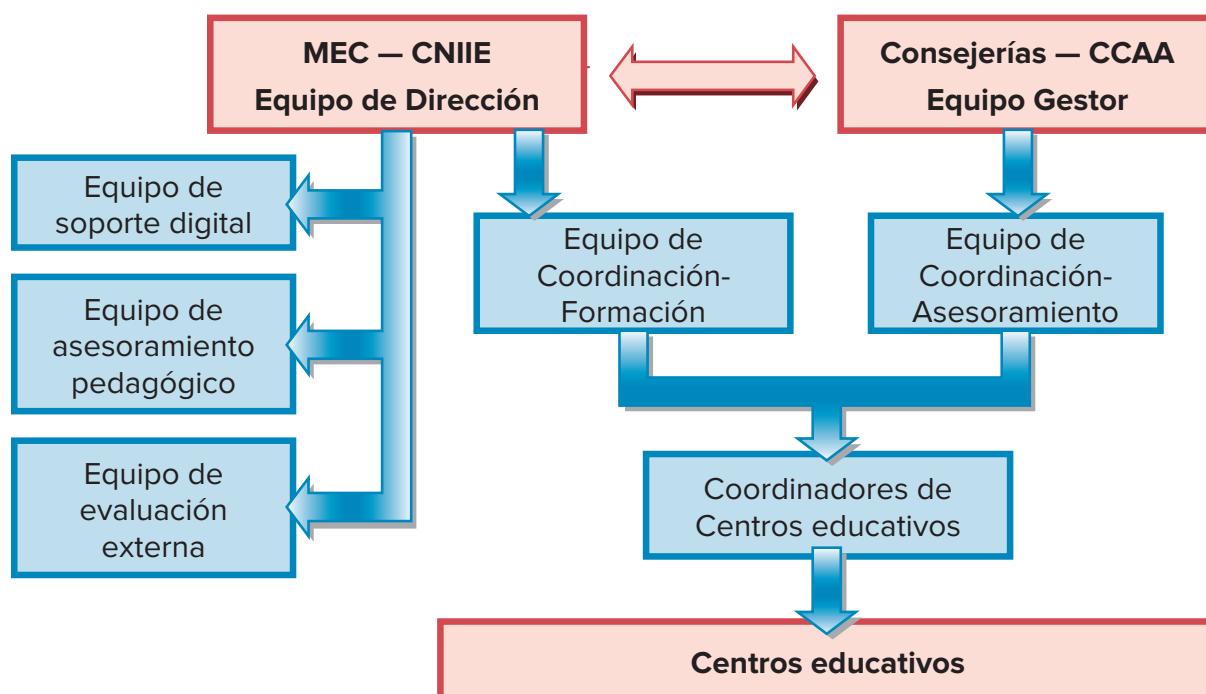 MEC — CNIIE
Equipo de Dirección
Consejerías — CCAA
Equipo Gestor
Equipo de
soporte digital
Equipo de
asesoramiento
pedagógico
Equipo de
evaluación
externa
Equipo de
Coordinación-
Formación
Equipo de
Coordinación-
Asesoramiento
Coordinadores de
Centros educativos
Centros educativos